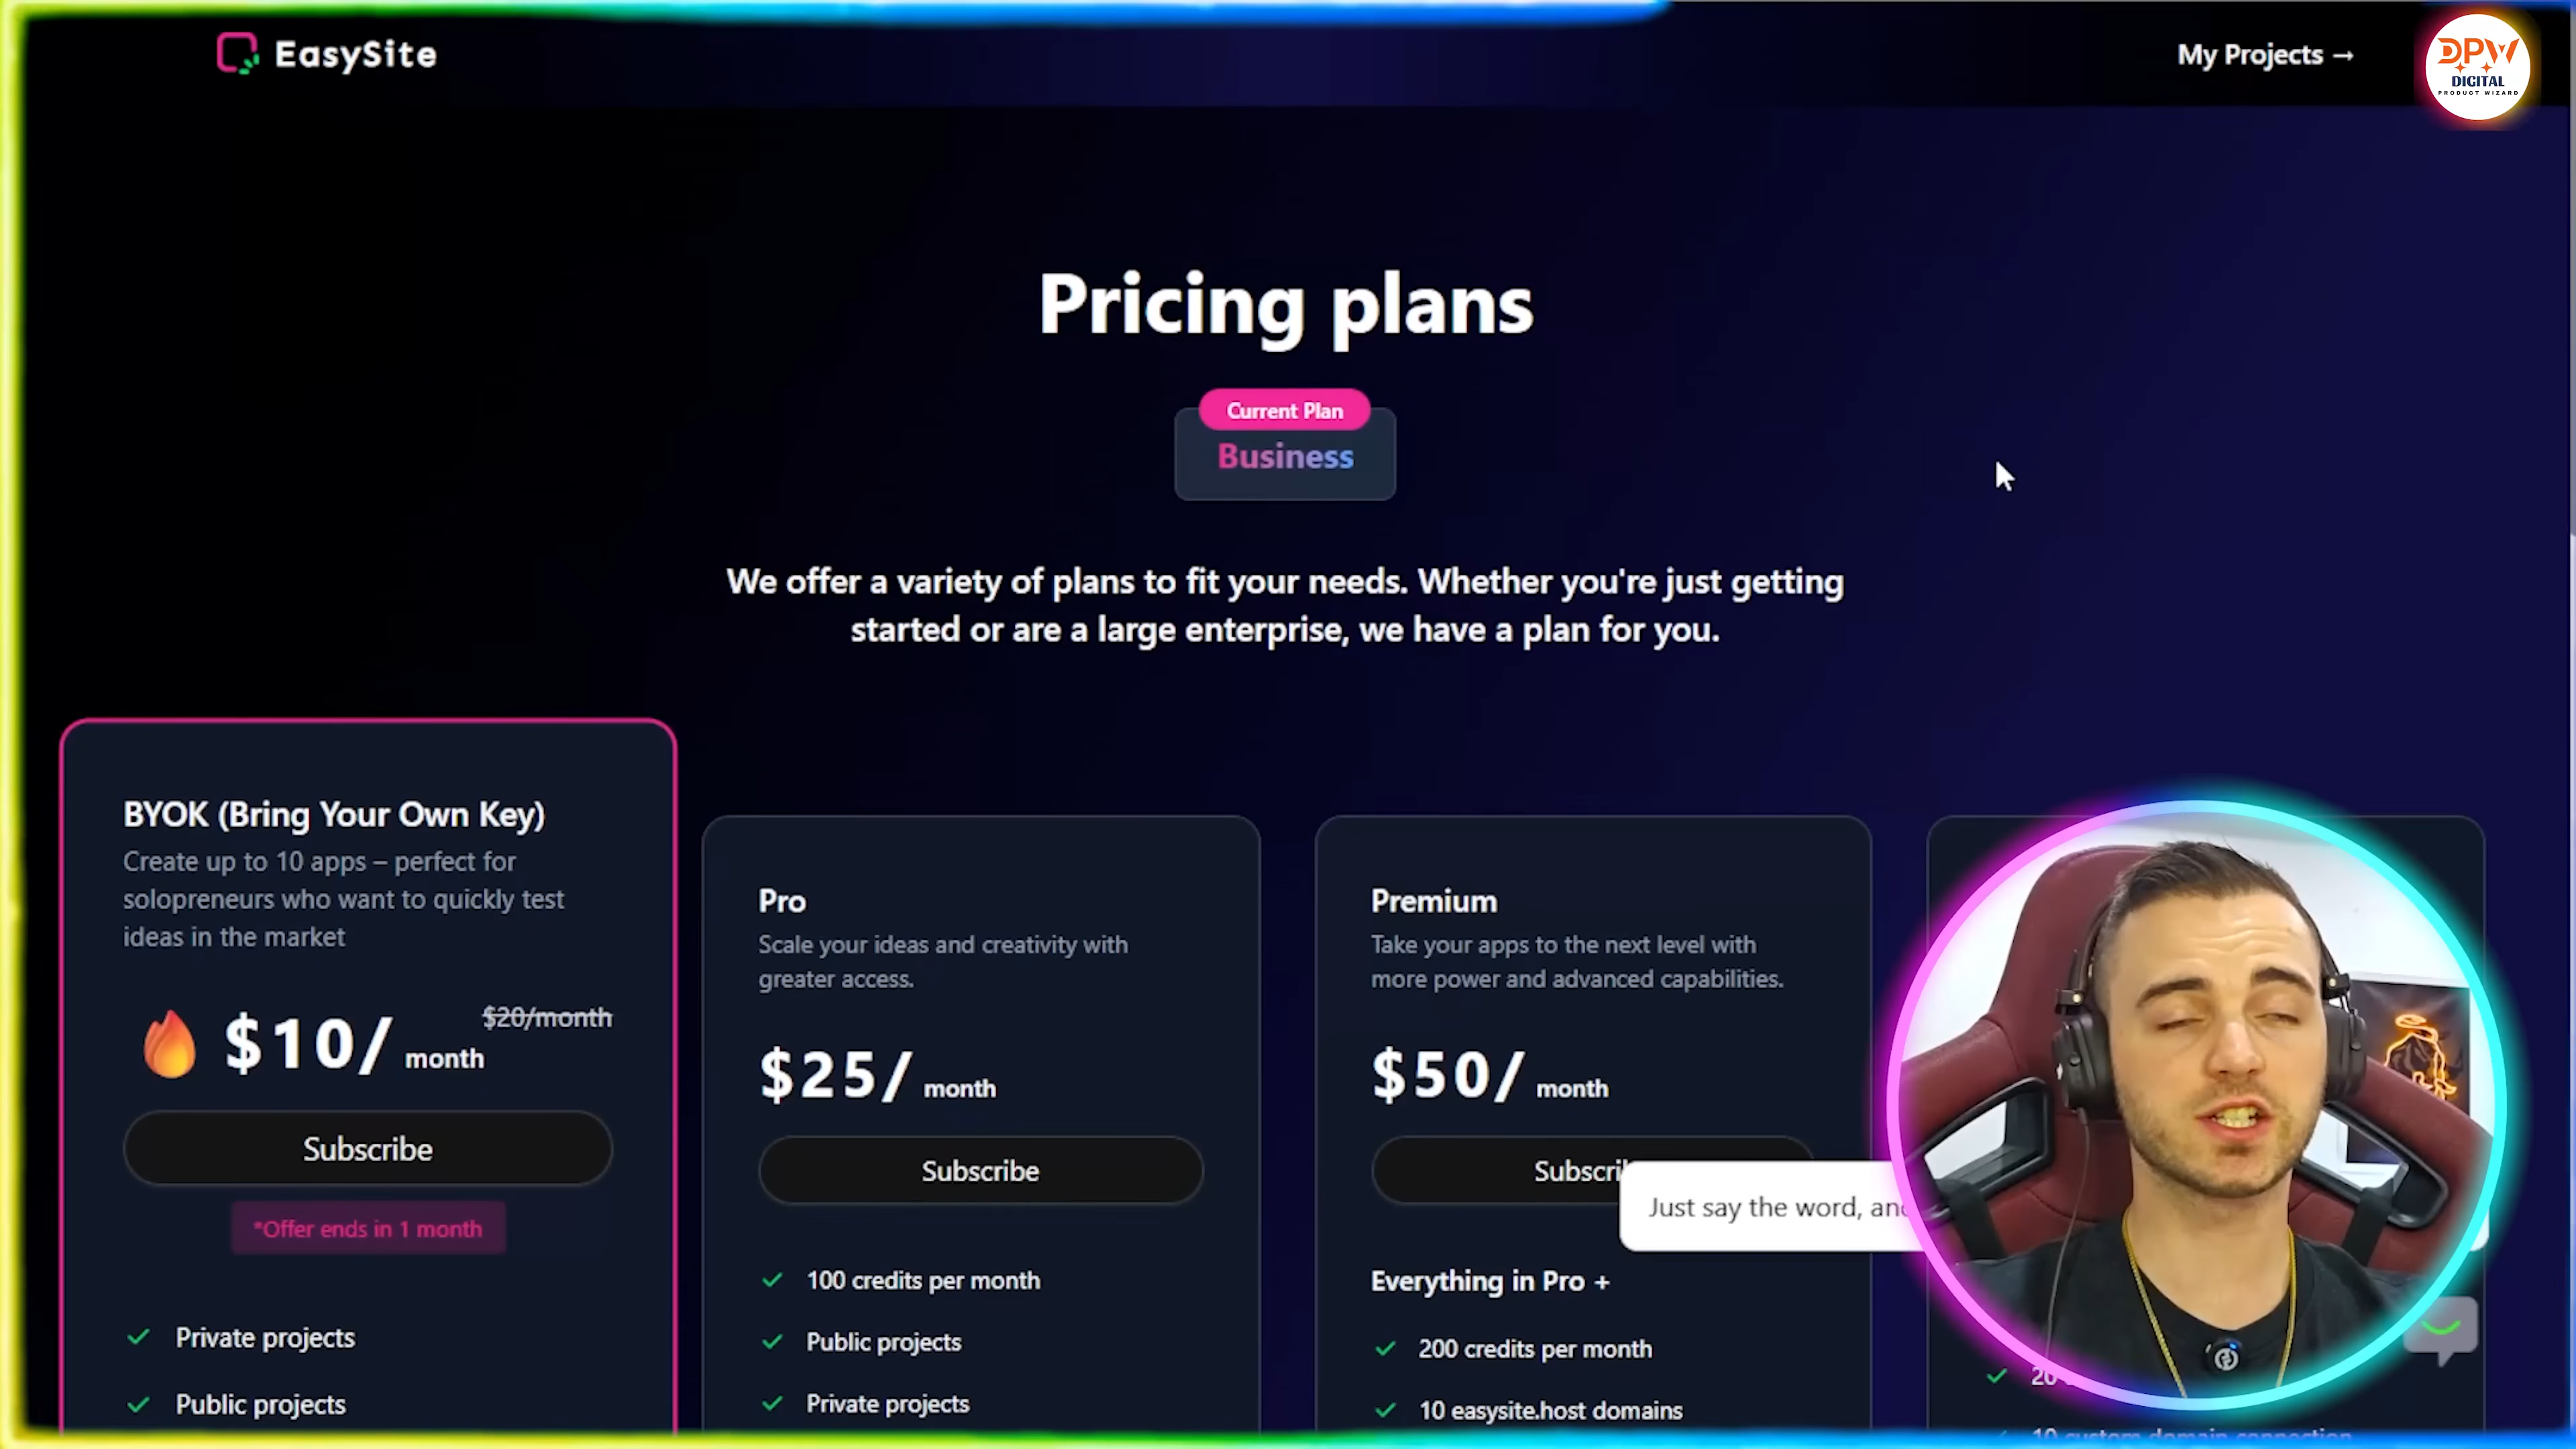 EasySite
My Projects →
DPW
DIGITAL
PRODUCT WIZARD
Pricing plans
Current Plan
Business
We offer a variety of plans to fit your needs. Whether you're just getting
started or are a large enterprise, we have a plan for you.
BYOK (Bring Your Own Key)
Create up to 10 apps – perfect for
solopreneurs who want to quickly test
ideas in the market
$20/month
$10/ month
Subscribe
*Offer ends in 1 month
Private projects
Public projects
Pro
Scale your ideas and creativity with
greater access.
$25/ month
Subscribe
100 credits per month
Public projects
Private projects
Premium
Take your apps to the next level with
more power and advanced capabilities.
$50/ month
Just say the word,
Everything in Pro +
200 credits per month
10 easysite.host domains